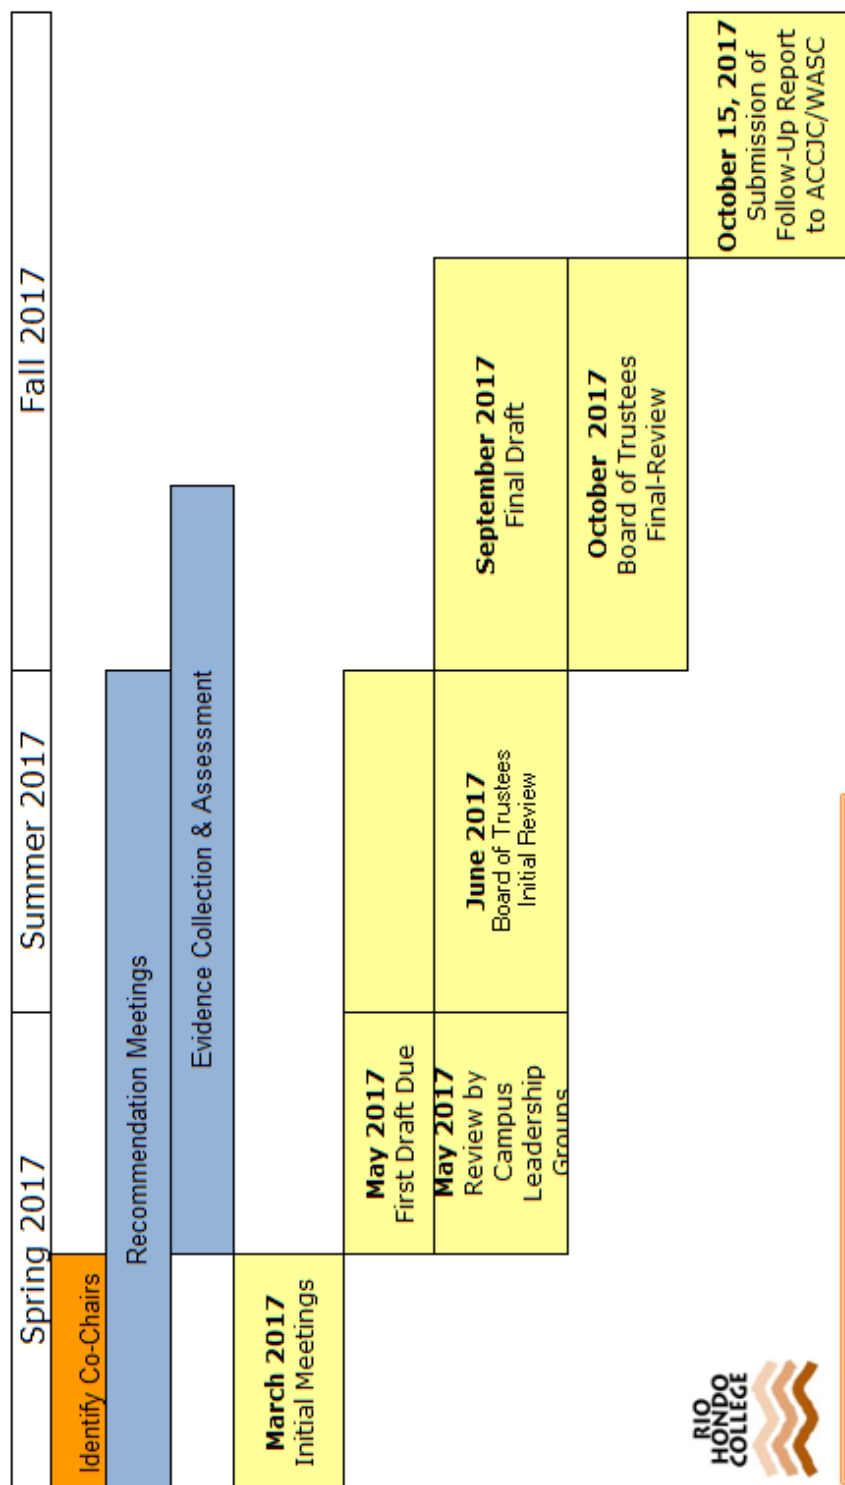 Spring 2017
Summer 2017
Fall 2017
Identify Co-Chairs
Recommendation Meetings
Evidence Collection & Assessment
March 2017
Initial Meetings
May 2017
First Draft Due
May 2017
Review by
Campus
Leadership
Groups
June 2017
Board of Trustees
Initial Review
September 2017
Final Draft
October 2017
Board of Trustees
Final-Review
October 15, 2017
Submission of
Follow-Up Report
to ACCJC/WASC
RIO
HONDO
COLLEGE